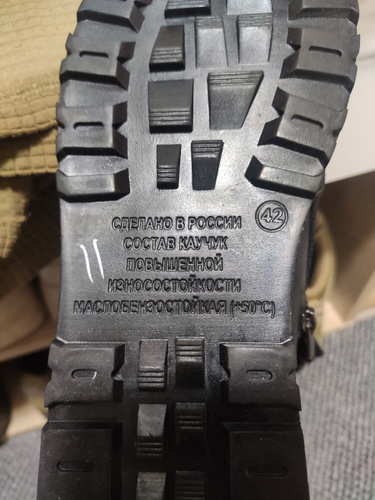 СДЕЛАНО В РОССИИ 42
СОСТАВ КАУЧУК
ПОВЫШЕННОЙ
ИЗНОСОСТОЙКОСТИ
МАСЛОБЕНЗОСТОЙКАЯ (-50°C)